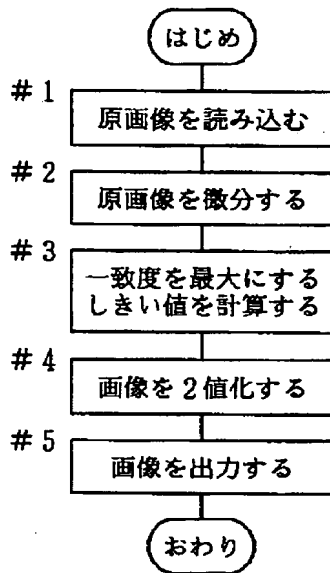 はじめ
#1
原画像を読み込む
#2
原画像を微分する
#3
一致度を最大にする
しきい値を計算する
#4
画像を2値化する
#5
画像を出力する
おわり